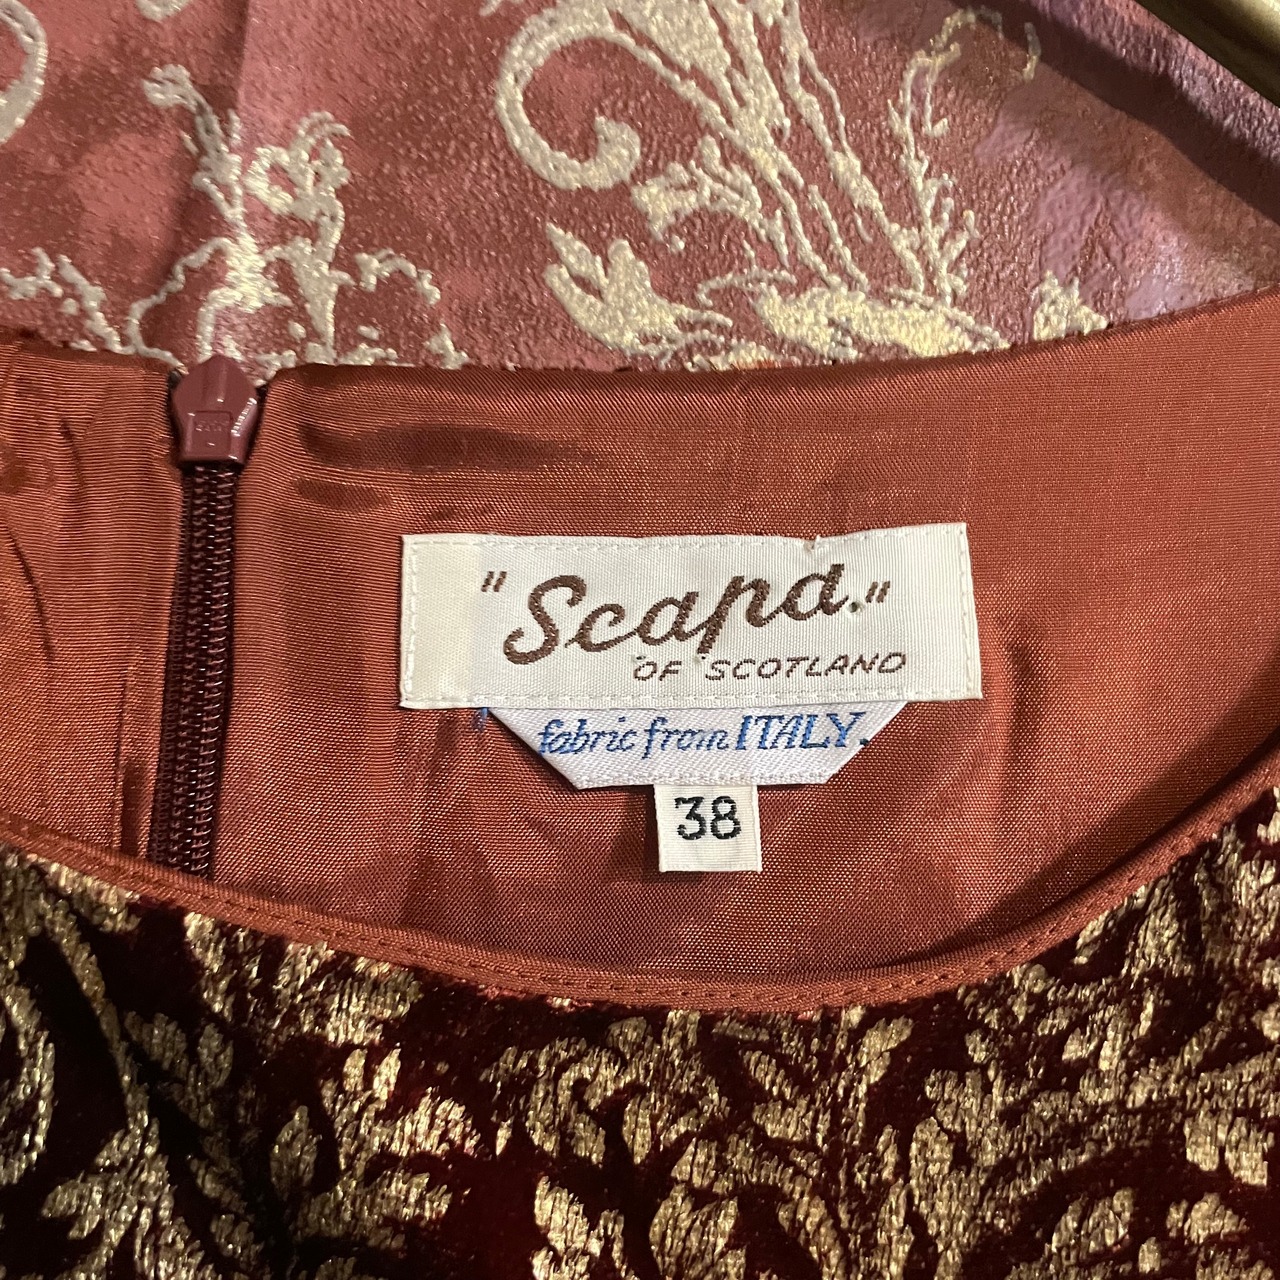 "Scapa."
OF SCOTLAND
fabric from ITALY.
38